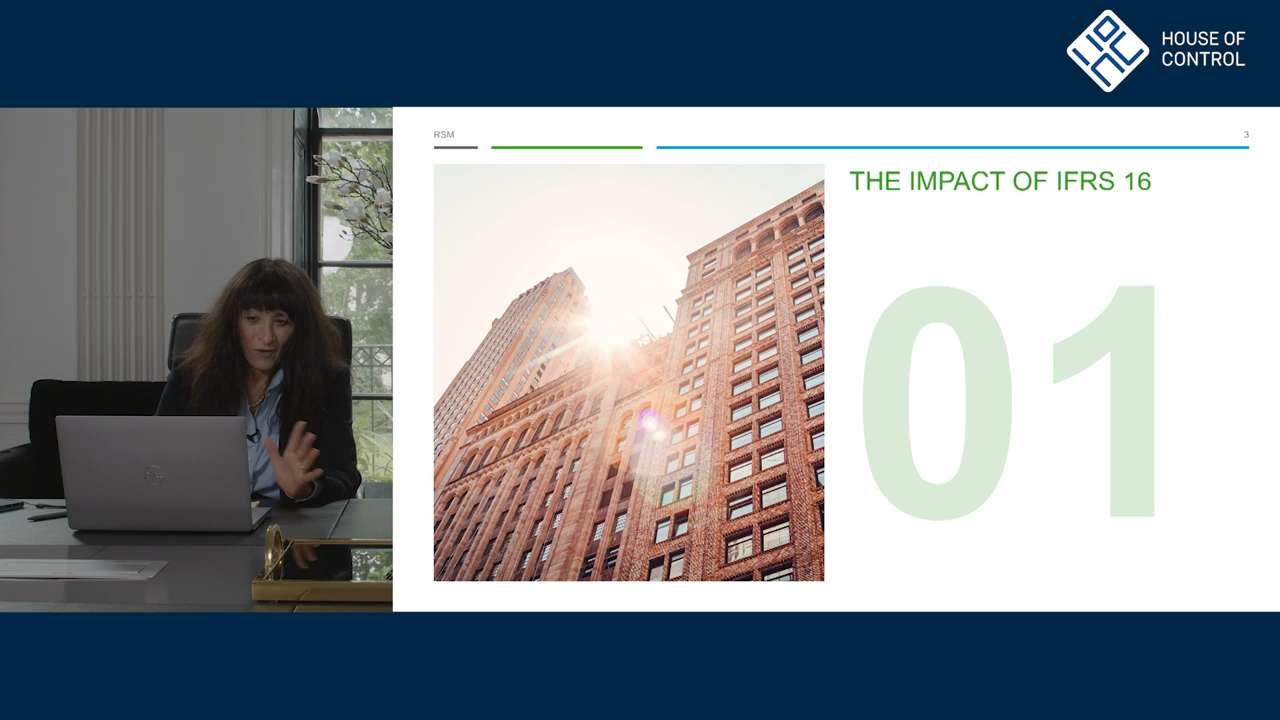 HOUSE OF
CONTROL
RSM
3
THE IMPACT OF IFRS 16
01